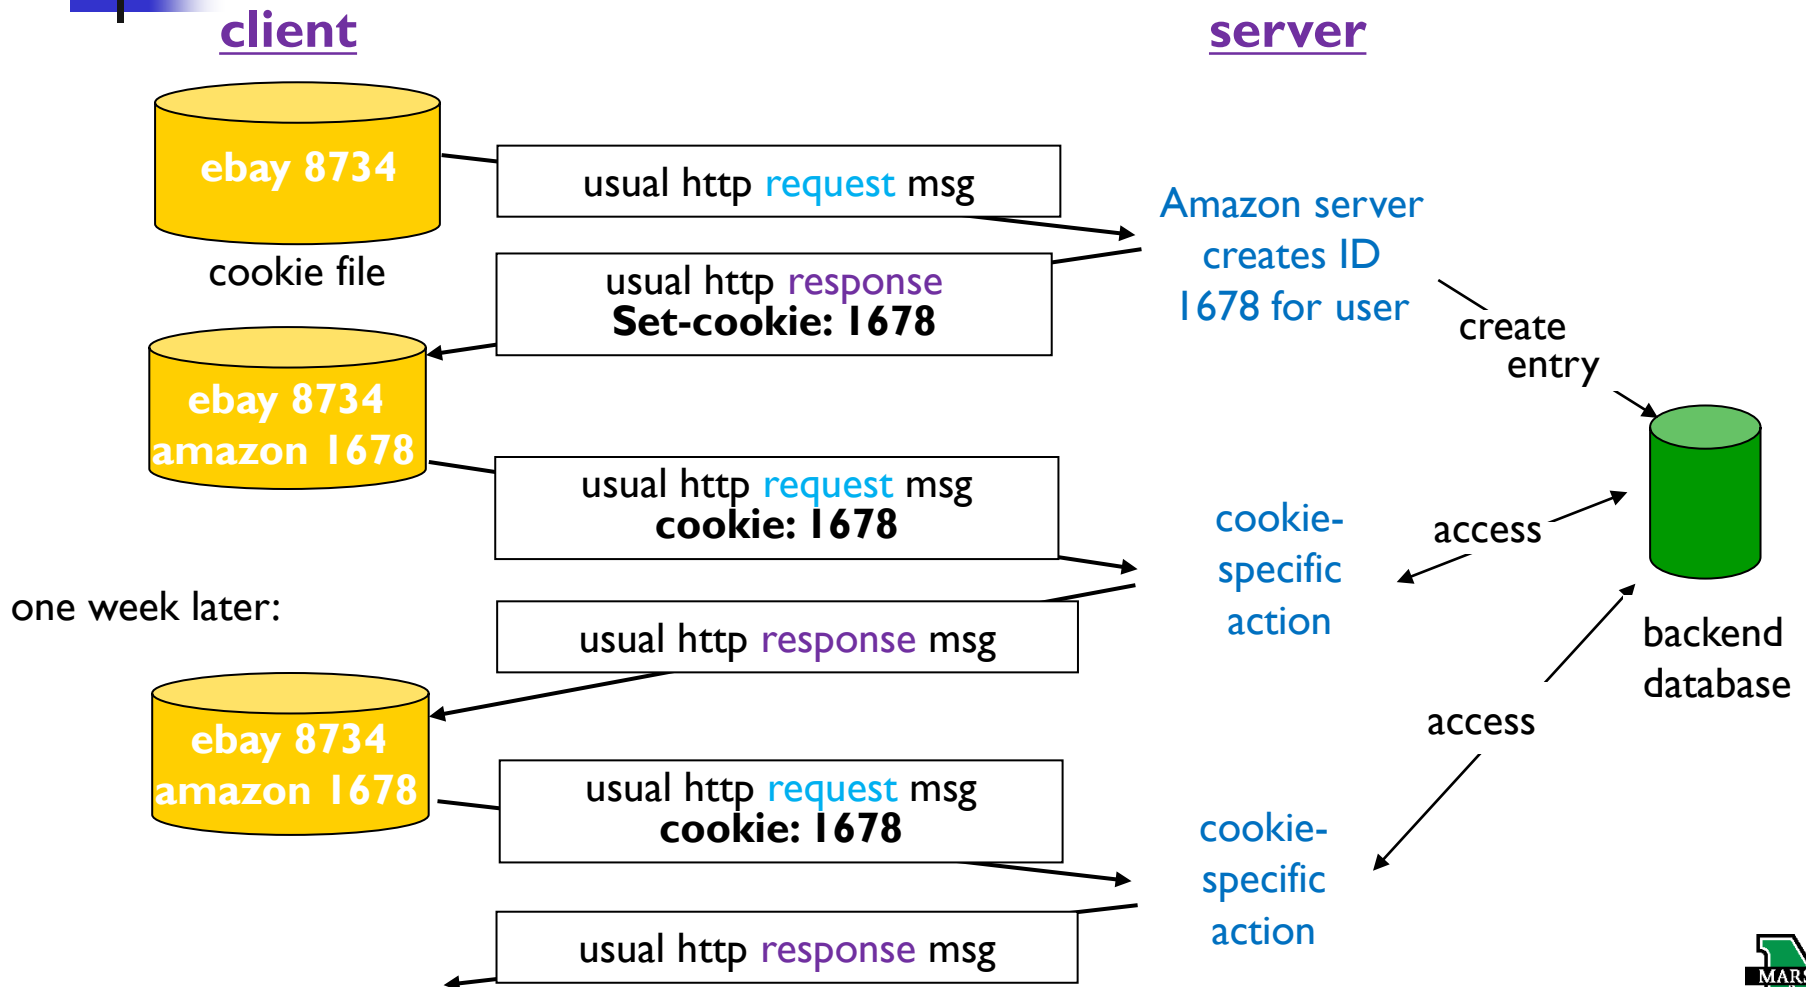 client
server
ebay 8734
cookie file
usual http request msg
Amazon server
creates ID
1678 for user
usual http response
Set-cookie: 1678
create
entry
ebay 8734
amazon 1678
usual http request msg
cookie: 1678
cookie-
specific
action
access
backend
database
one week later:
usual http response msg
access
ebay 8734
amazon 1678
usual http request msg
cookie: 1678
cookie-
specific
action
usual http response msg